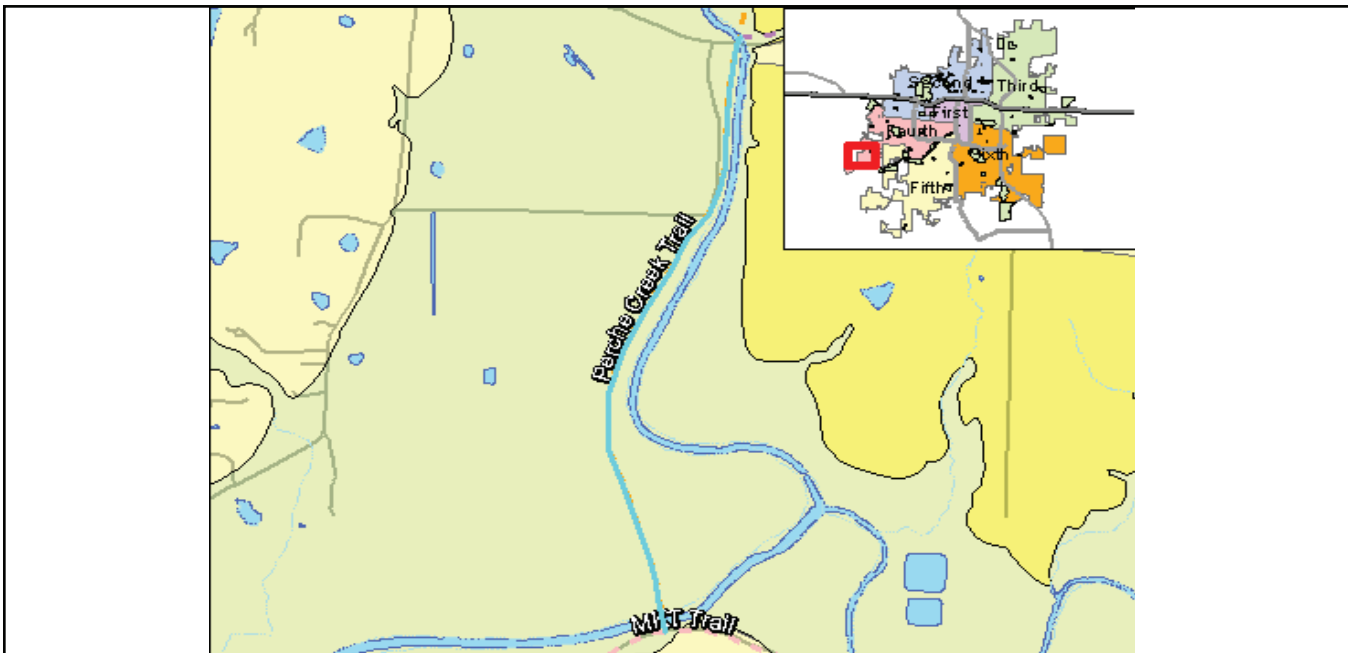 Second
Third
First
Fourth
Sixth
Fifth
Perche Creek Trail
MKT Trail